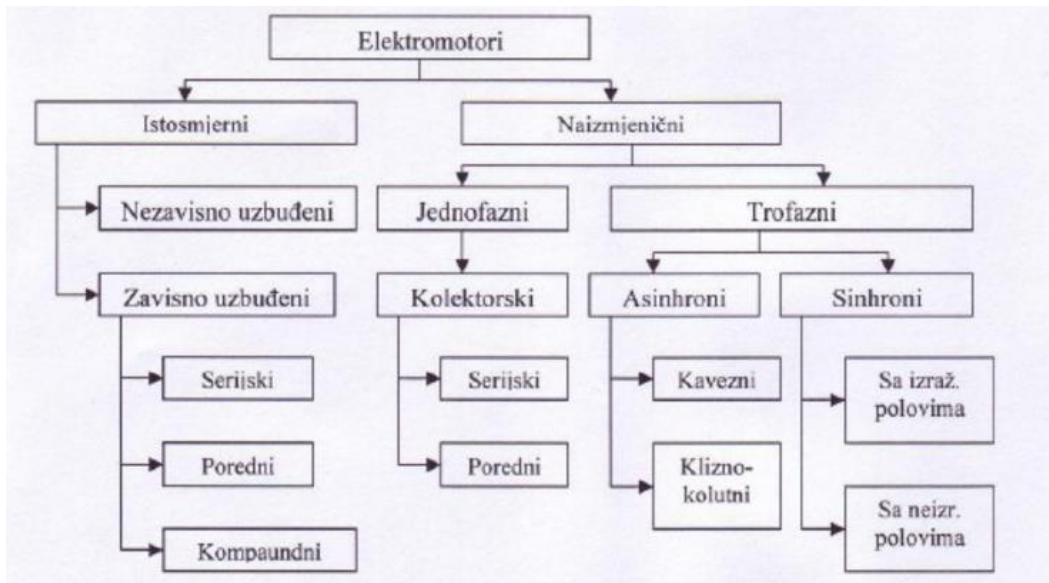 Elektromotori
Istosmjerni
Naizmjenični
Nezavisno uzbuđeni
Jednofazni
Trofazni
Zavisno uzbuđeni
Kolektorski
Asinhroni
Sinhroni
Serijski
Serijski
Kavezni
Sa izraž.
polovima
Poredni
Poredni
Klizno-
kolutni
Kompaundni
Sa neizr.
polovima